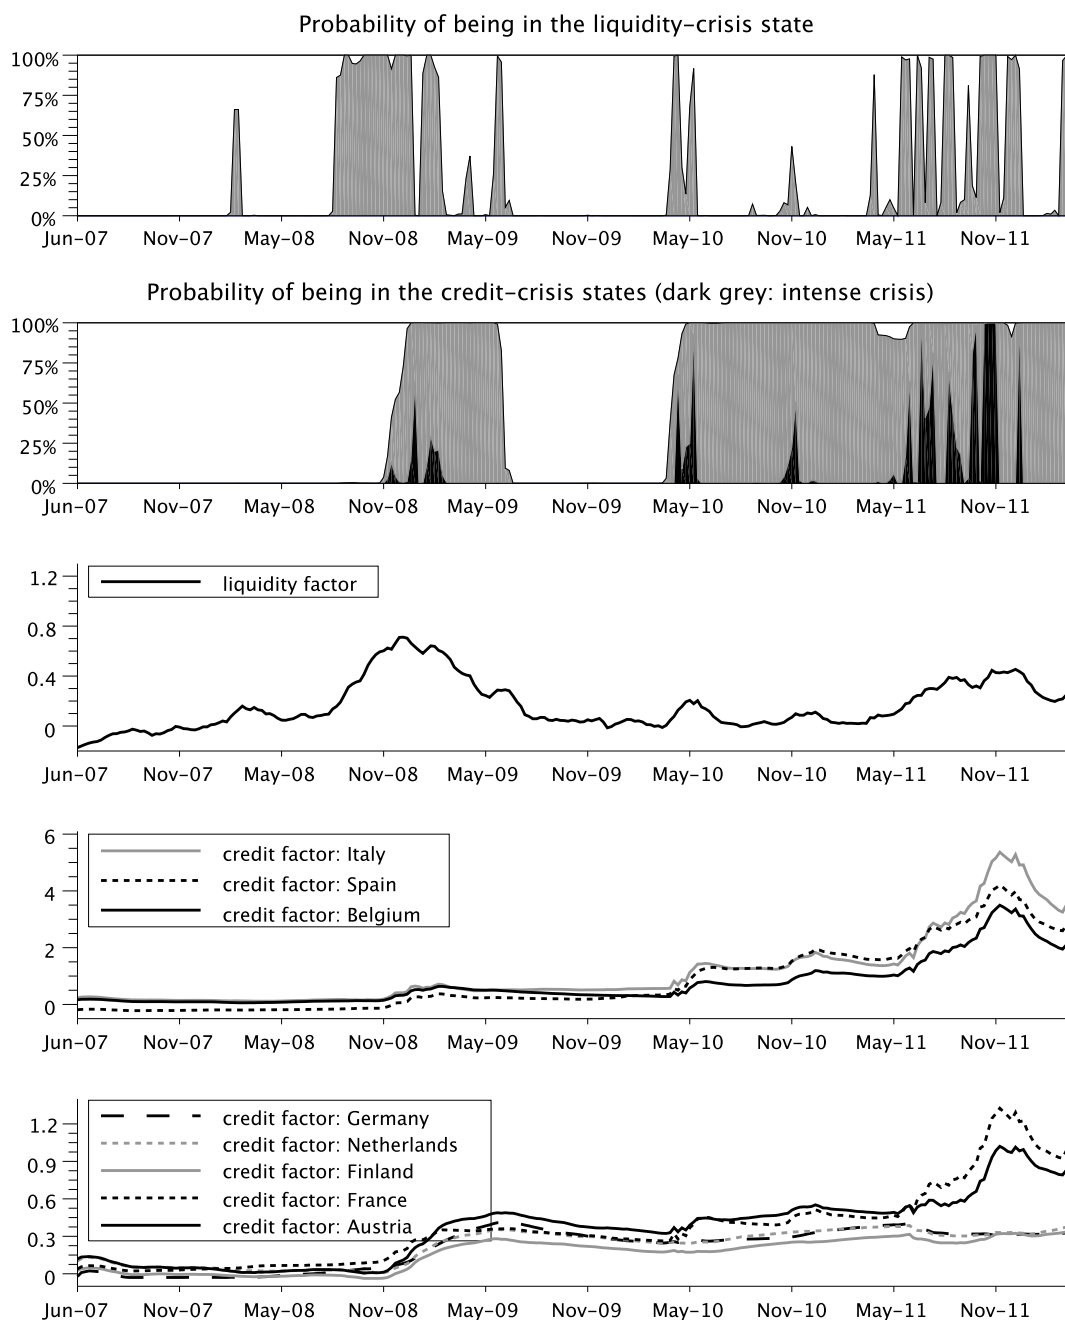 Probability of being in the liquidity-crisis state
100%
75%
50%
25%
0%
Jun-07 Nov-07 May-08 Nov-08 May-09 Nov-09 May-10 Nov-10 May-11 Nov-11
Probability of being in the credit-crisis states (dark grey: intense crisis)
100%
75%
50%
25%
0%
Jun-07 Nov-07 May-08 Nov-08 May-09 Nov-09 May-10 Nov-10 May-11 Nov-11
liquidity factor
1.2
0.8
0.4
0
Jun-07 Nov-07 May-08 Nov-08 May-09 Nov-09 May-10 Nov-10 May-11 Nov-11
credit factor: Italy
credit factor: Spain
credit factor: Belgium
6
4
2
0
Jun-07 Nov-07 May-08 Nov-08 May-09 Nov-09 May-10 Nov-10 May-11 Nov-11
credit factor: Germany
credit factor: Netherlands
credit factor: Finland
credit factor: France
credit factor: Austria
1.2
0.9
0.6
0.3
0
Jun-07 Nov-07 May-08 Nov-08 May-09 Nov-09 May-10 Nov-10 May-11 Nov-11